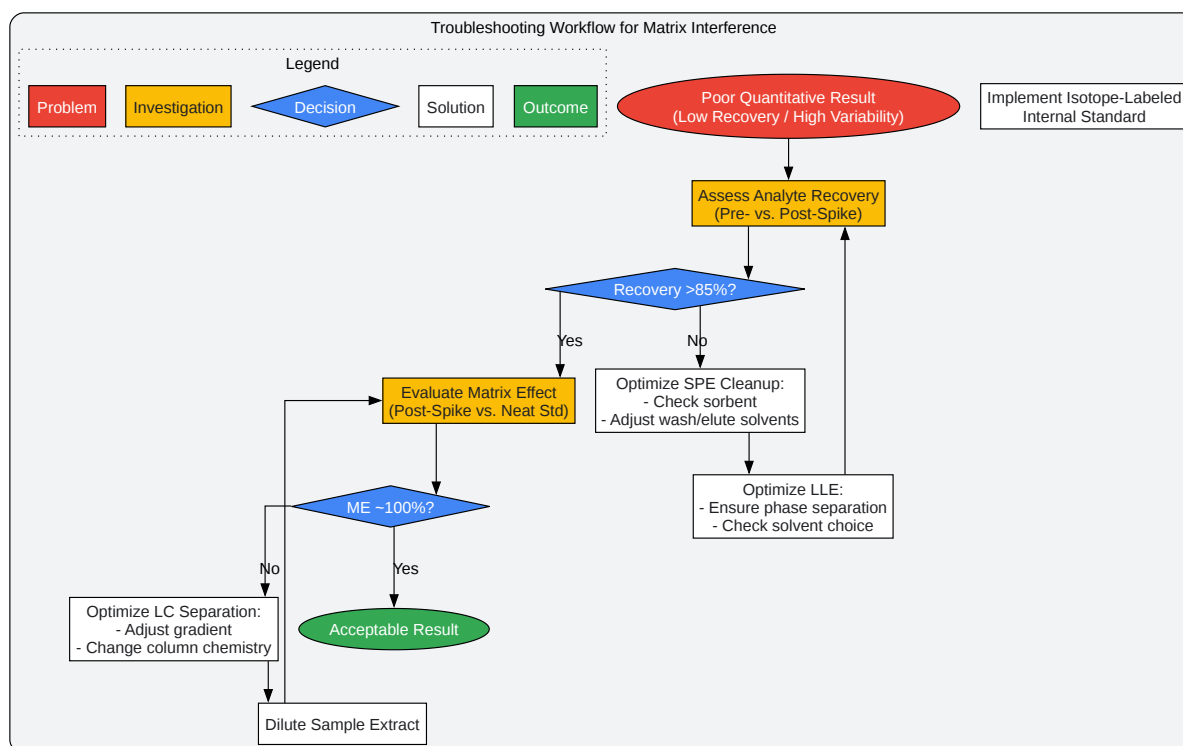 Troubleshooting Workflow for Matrix Interference
Legend
Problem
Investigation
Decision
Solution
Outcome
Poor Quantitative Result
(Low Recovery / High Variability)
Implement Isotope-Labeled
Internal Standard
Assess Analyte Recovery
(Pre- vs. Post-Spike)
Recovery >85%?
Yes
No
Evaluate Matrix Effect
(Post-Spike vs. Neat Std)
Optimize SPE Cleanup:
- Check sorbent
- Adjust wash/elute solvents
ME ~100%?
Optimize LLE:
- Ensure phase separation
- Check solvent choice
No
Yes
Optimize LC Separation:
- Adjust gradient
- Change column chemistry
Acceptable Result
Dilute Sample Extract